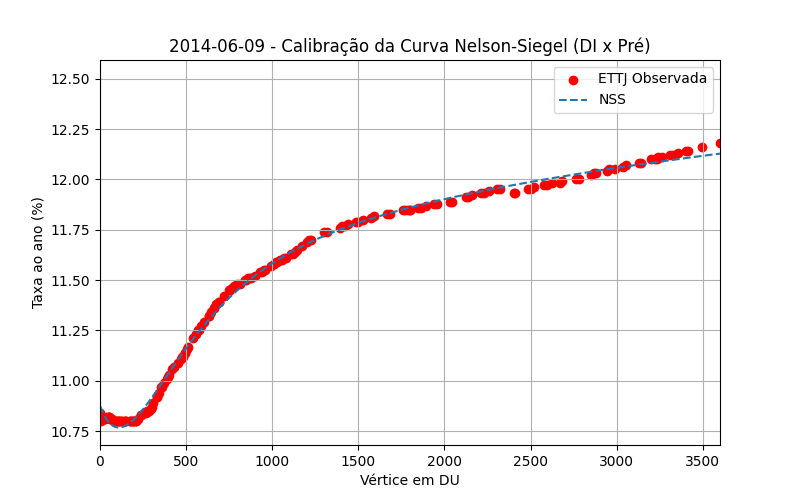 2014-06-09 - Calibração da Curva Nelson-Siegel (DI x Pré)
ETTJ Observada
NSS
Taxa ao ano (%)
12.50
12.25
12.00
11.75
11.50
11.25
11.00
10.75
0 500 1000 1500 2000 2500 3000 3500
Vértice em DU